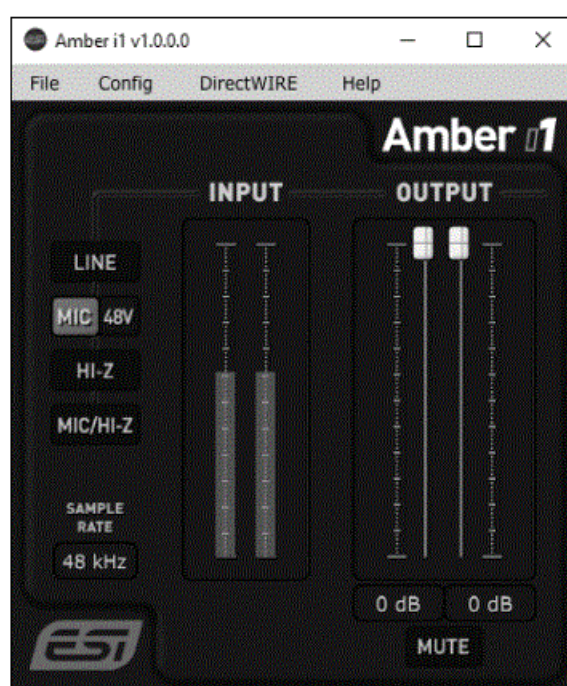 Amber i1 v1.0.0.0
File Config DirectWIRE Help
Amber i1
INPUT OUTPUT
LINE
MIC 48V
HI-Z
MIC/HI-Z
SAMPLE
RATE
48 kHz
0 dB 0 dB
MUTE
ESI